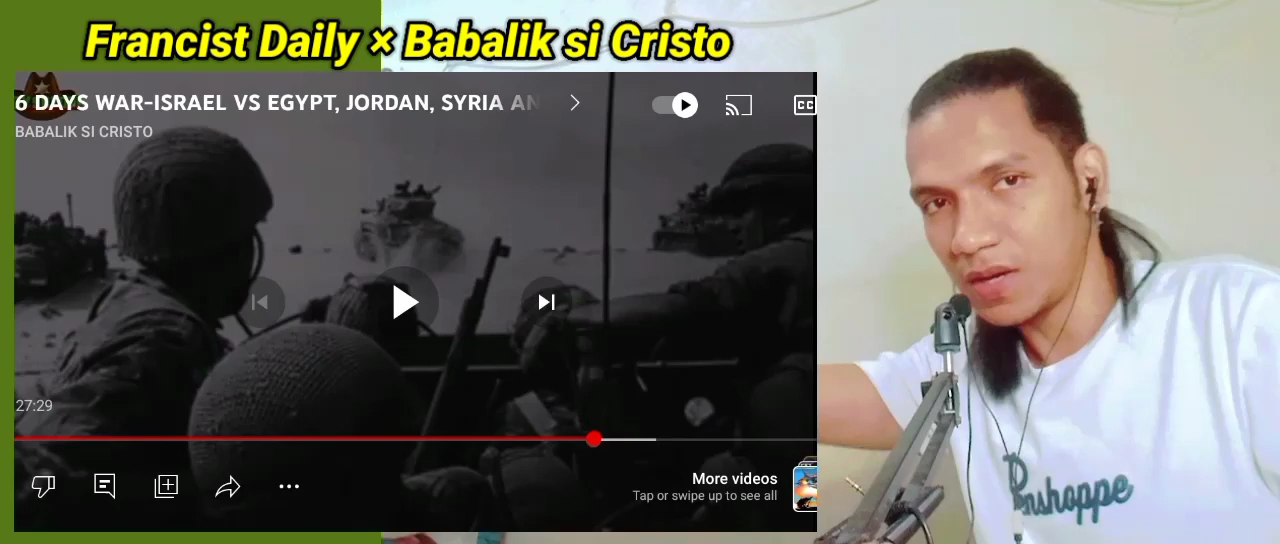 Francist Daily × Babalik si Cristo
6 DAYS WAR-ISRAEL VS EGYPT, JORDAN, SYRIA AN
BABALIK SI CRISTO
CC
27:29
More videos
Tap or swipe up to see all
Penshoppe